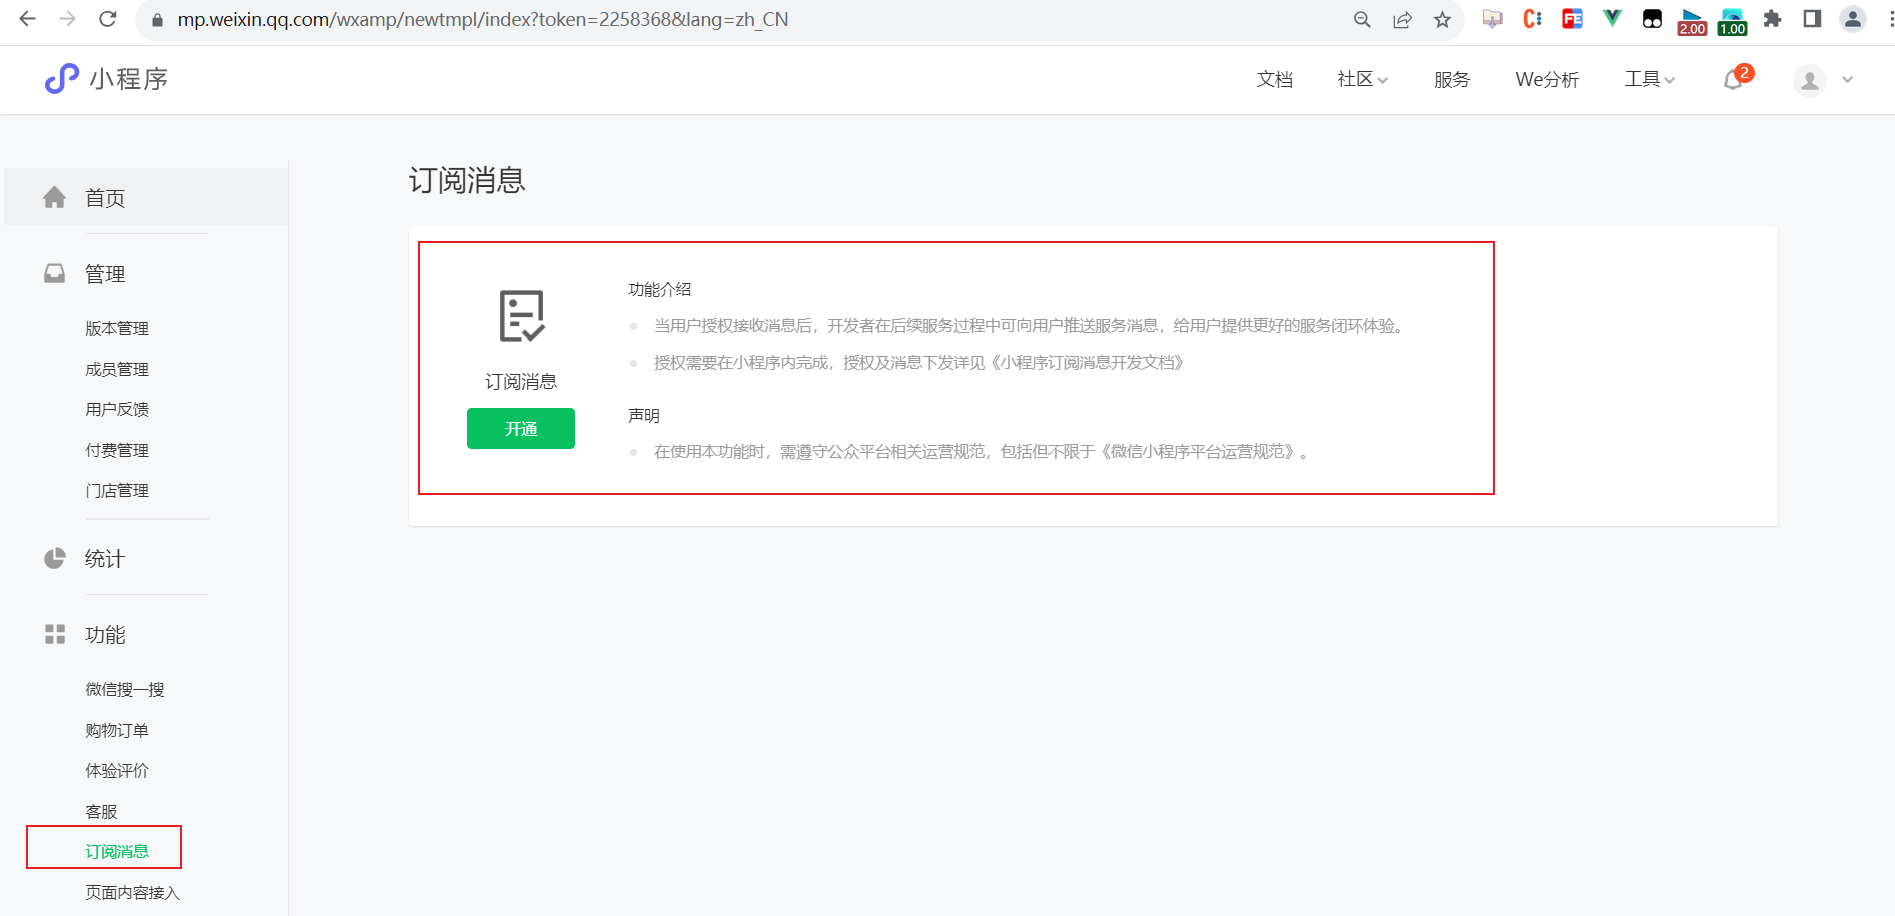 mp.weixin.qq.com/wxamp/newtmpl/index?token=2258368&lang=zh_CN
2.00
1.00
小程序
文档
社区
服务
We分析
工具
2
首页
管理
版本管理
成员管理
用户反馈
付费管理
门店管理
统计
功能
微信搜一搜
购物订单
体验评价
客服
订阅消息
页面内容接入
订阅消息
订阅消息
开通
功能介绍
当用户授权接收消息后，开发者在后续服务过程中可向用户推送服务消息，给用户提供更好的服务闭环体验。
授权需要在小程序内完成，授权及消息下发详见《小程序订阅消息开发文档》
声明
在使用本功能时，需遵守公众平台相关运营规范，包括但不限于《微信小程序平台运营规范》。